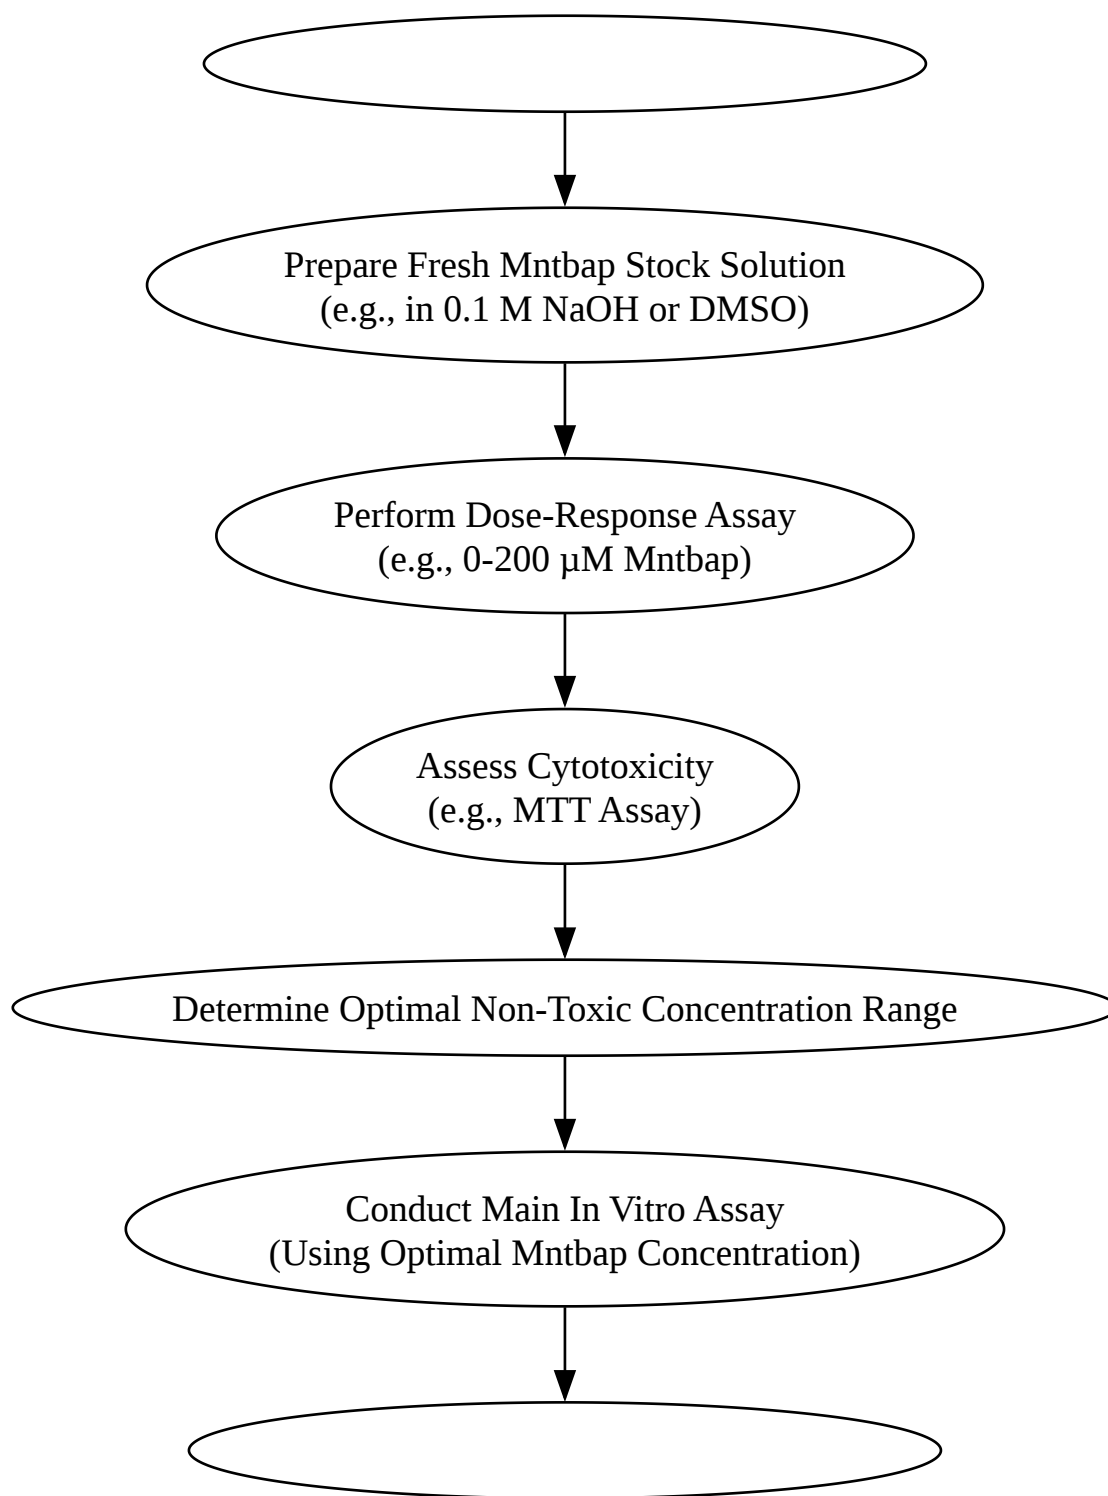 Prepare Fresh Mntbap Stock Solution
(e.g., in 0.1 M NaOH or DMSO)
Perform Dose-Response Assay
(e.g., 0-200 µM Mntbap)
Assess Cytotoxicity
(e.g., MTT Assay)
Determine Optimal Non-Toxic Concentration Range
Conduct Main In Vitro Assay
(Using Optimal Mntbap Concentration)